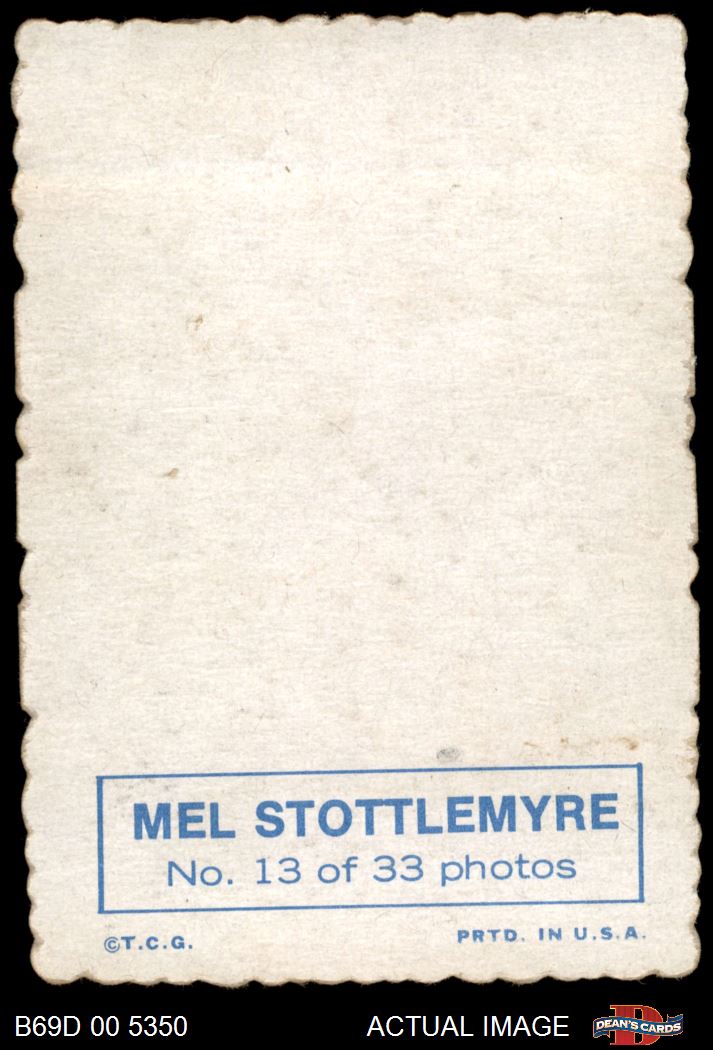 MEL STOTTLEMYRE
No. 13 of 33 photos
©T.C.G. PRTD. IN U.S.A.
B69D 00 5350 ACTUAL IMAGE DEAN'S CARDS